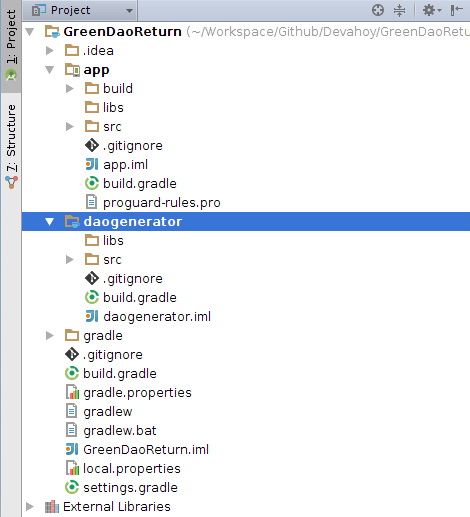 Project
1: Project
7: Structure
GreenDaoReturn (~/Workspace/Github/Devahoy/GreenDaoRetu
.idea
app
build
libs
src
.gitignore
app.iml
build.gradle
proguard-rules.pro
daogenerator
libs
src
.gitignore
build.gradle
daogenerator.iml
gradle
.gitignore
build.gradle
gradle.properties
gradlew
gradlew.bat
GreenDaoReturn.iml
local.properties
settings.gradle
External Libraries